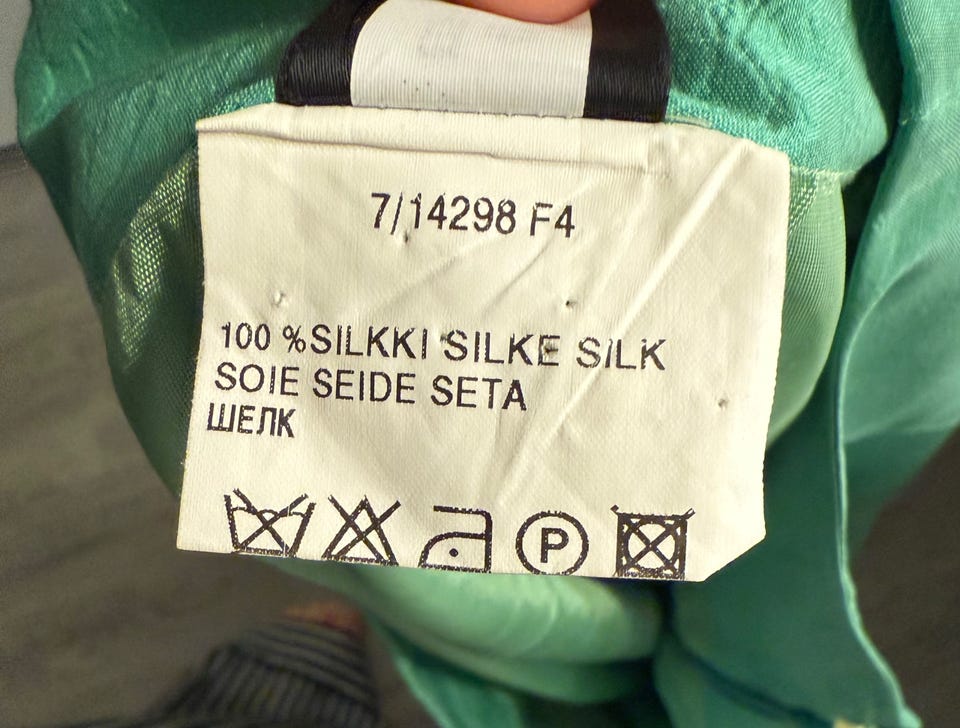 7/14298 F4
100 %SILKKI SILKE SILK
SOIE SEIDE SETA
ШЕЛК
P